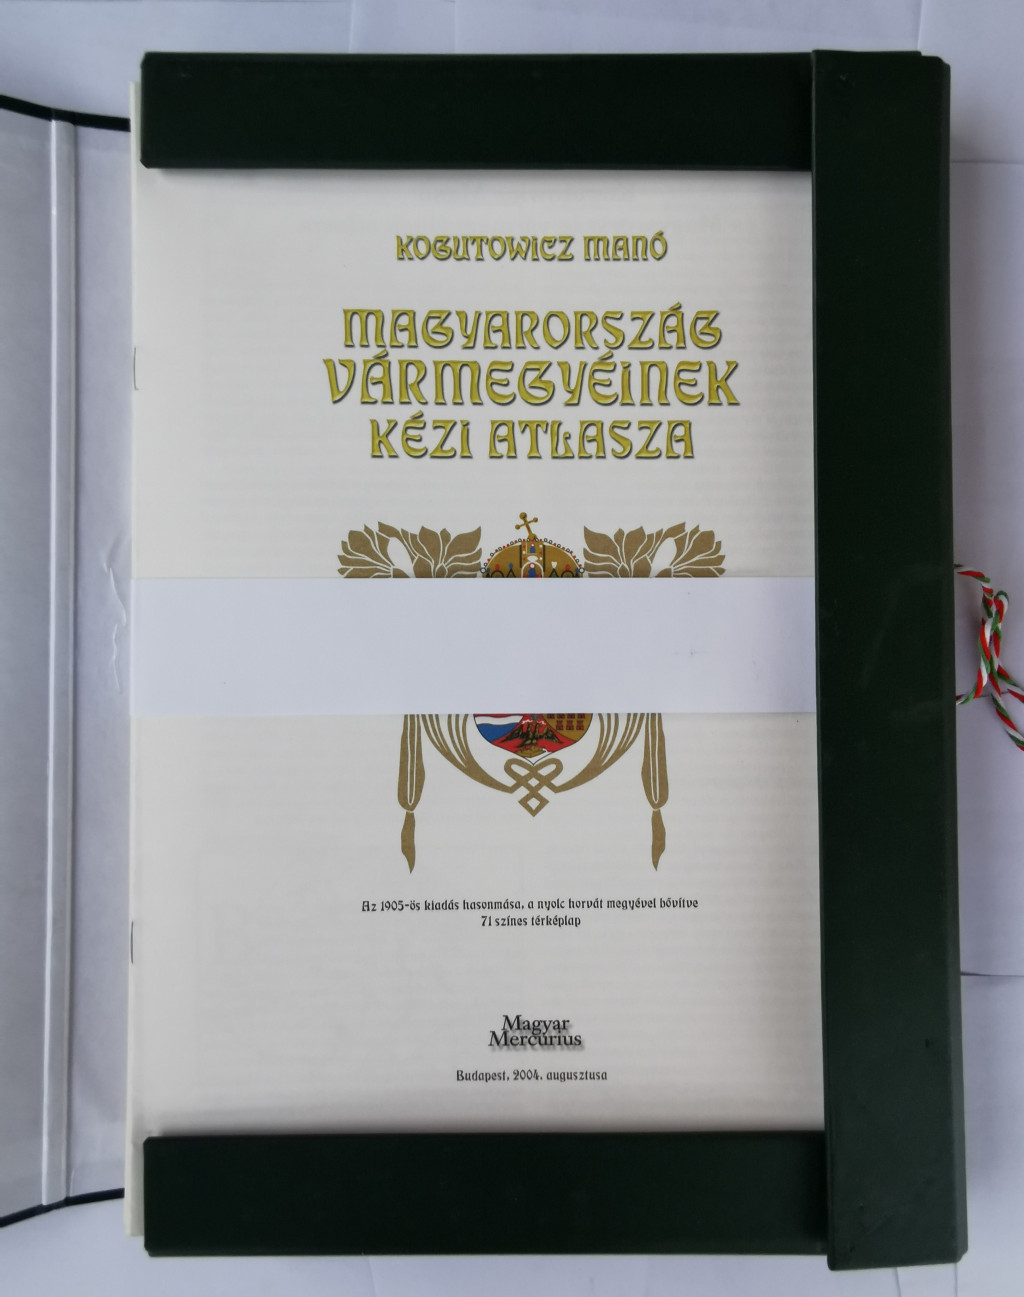 KOGUTOWICZ MANÓ
MAGYARORSZÁG
VÁRMEGYÉINEK
KÉZI ATLASZA
Az 1905-ös kiadás hasonmása, a nyolc horvát megyével bővítve
71 színes térképlap
Magyar
Mercurius
Budapest, 2004. augusztusa